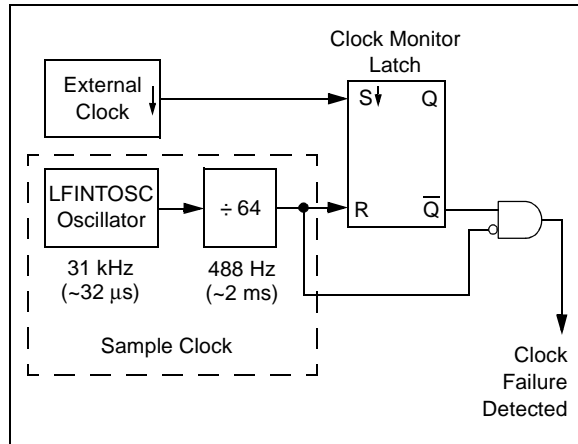 Clock Monitor
Latch
External
Clock
S
Q
LFINTOSC
Oscillator
÷ 64
R
Q̅
31 kHz
(~32 μs)
488 Hz
(~2 ms)
Sample Clock
Clock
Failure
Detected